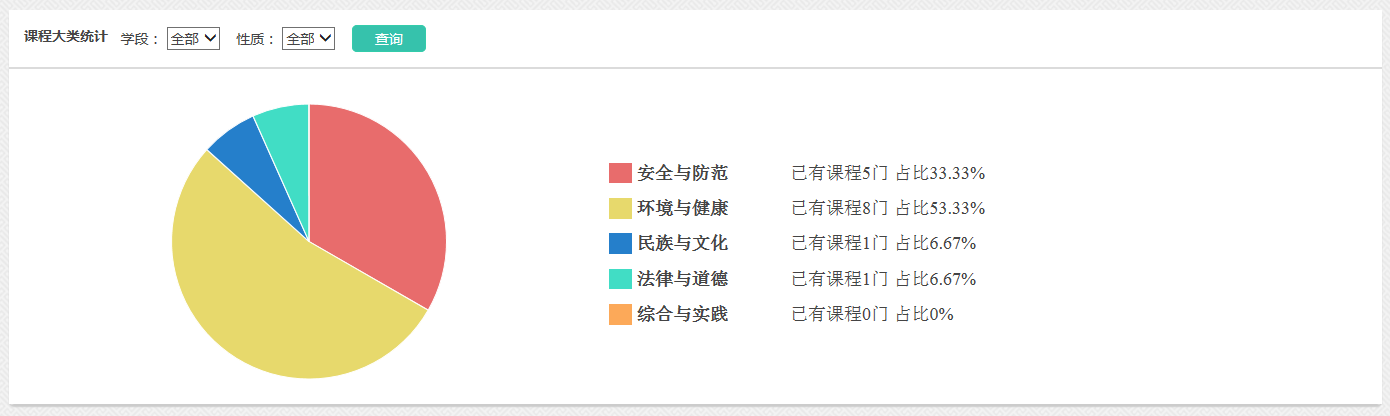 课程大类统计 学段： 全部 性质： 全部 查询
安全与防范 已有课程5门 占比33.33%
环境与健康 已有课程8门 占比53.33%
民族与文化 已有课程1门 占比6.67%
法律与道德 已有课程1门 占比6.67%
综合与实践 已有课程0门 占比0%